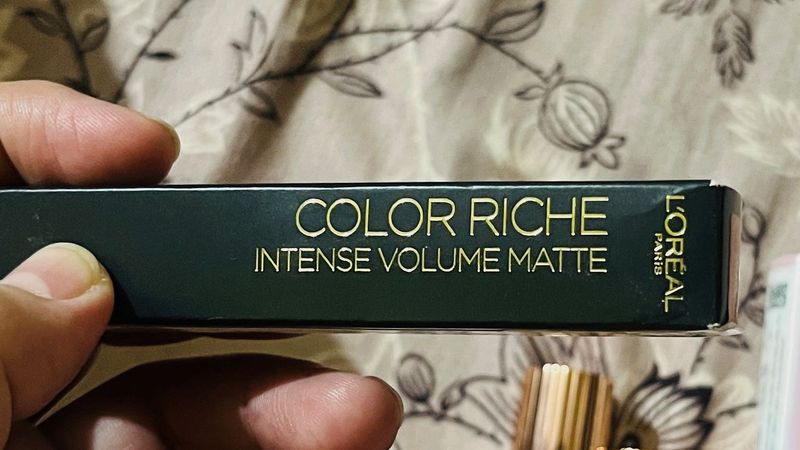 COLOR RICHE
INTENSE VOLUME MATTE
L'ORÉAL
PARIS